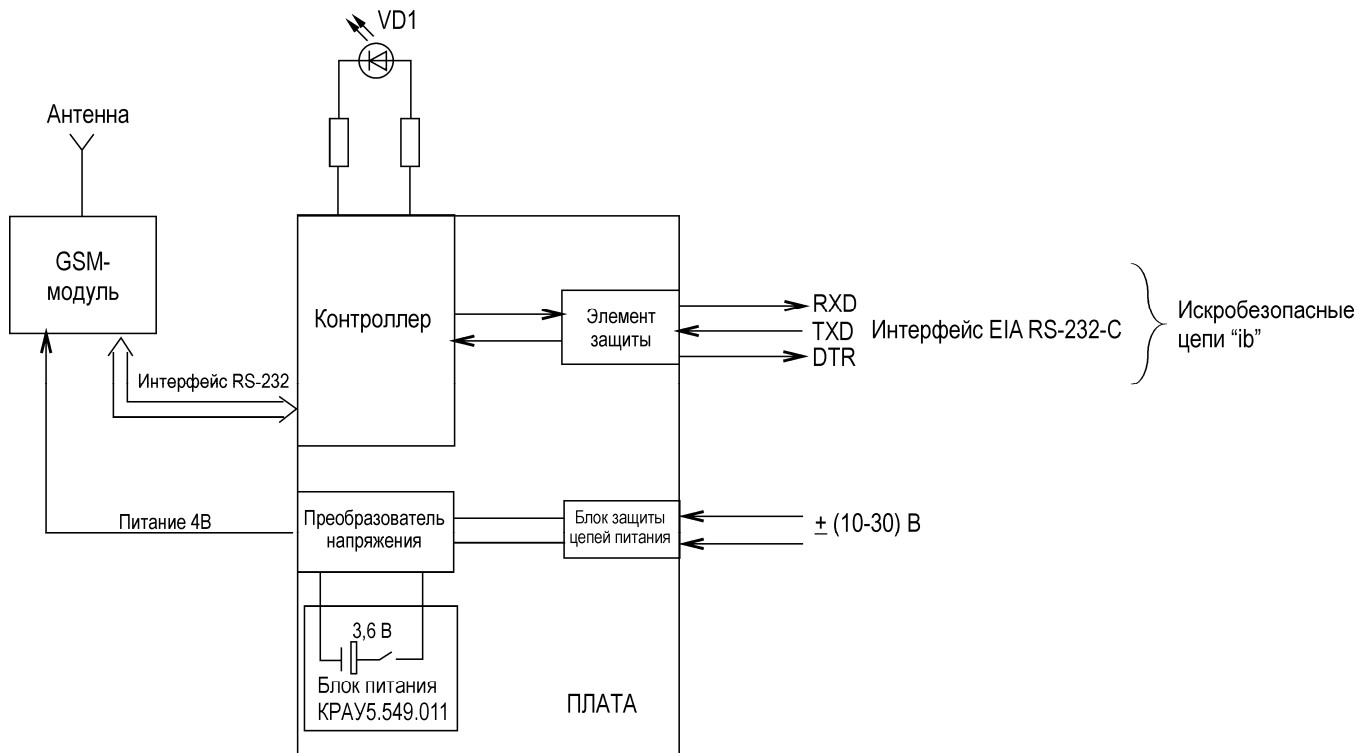 VD1
Антенна
GSM-
модуль
Контроллер
Элемент
защиты
RXD
TXD
DTR
Интерфейс EIA RS-232-C
Искробезопасные
цепи “ib”
Интерфейс RS-232
Питание 4В
Преобразователь
напряжения
Блок защиты
цепей питания
± (10-30) В
3,6 В
Блок питания
КРАУ5.549.011
ПЛАТА